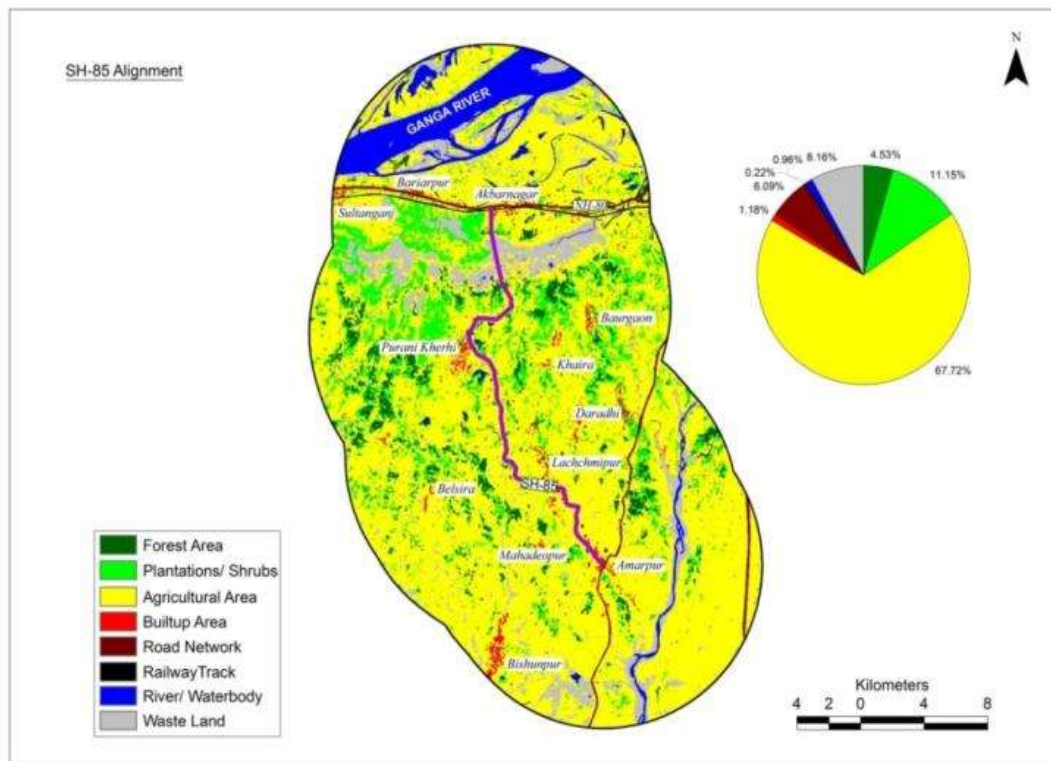 SH-85 Alignment
N
GANGA RIVER
Bariarpur
Akbarnagar
Sultanganj
NH-80
0.96%
8.16%
4.53%
0.22%
11.15%
6.09%
1.18%
67.72%
Baurgaon
Purani Kherhi
Khaira
Daradhi
Lachchmipur
SH-85
Belsira
Mahadeopur
Amarpur
Bishunpur
Forest Area
Plantations/ Shrubs
Agricultural Area
Builtup Area
Road Network
RailwayTrack
River/ Waterbody
Waste Land
Kilometers
4 2 0 4 8